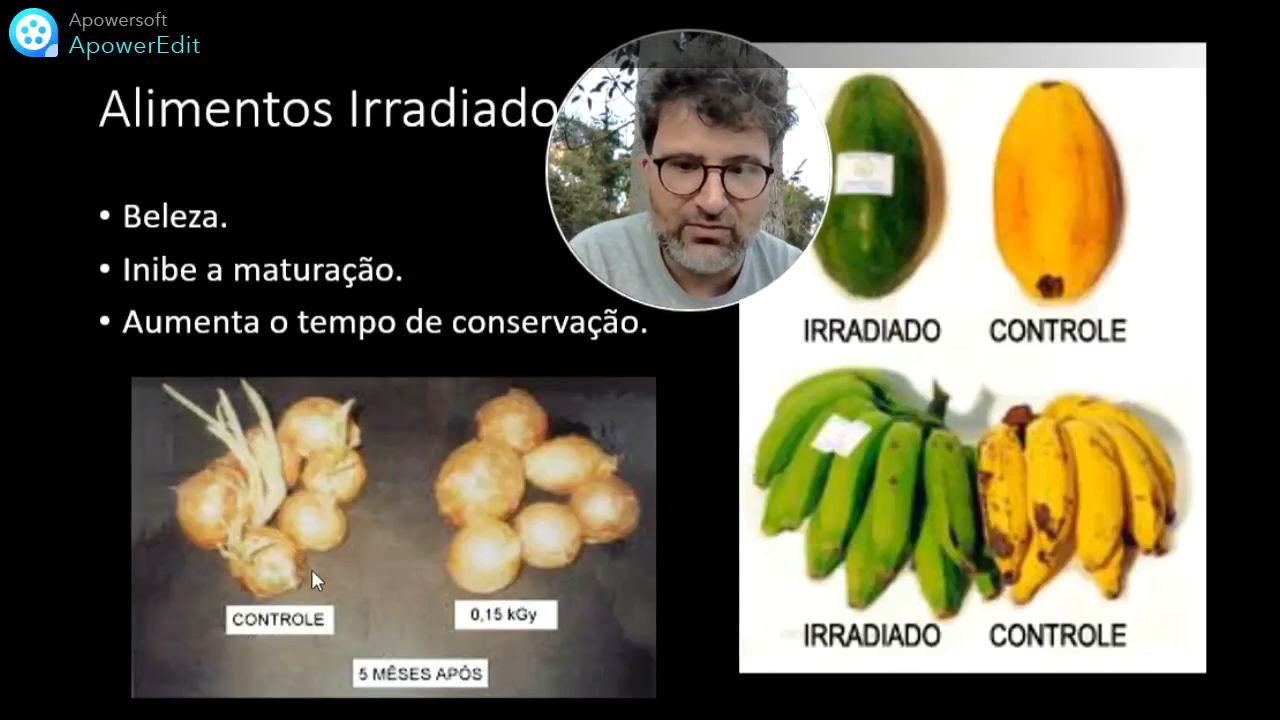 Apowersoft
ApowerEdit
Alimentos Irradiado
• Beleza.
• Inibe a maturação.
• Aumenta o tempo de conservação.
IRRADIADO CONTROLE
IRRADIADO CONTROLE
CONTROLE
0,15 kGy
5 MÊSES APÓS